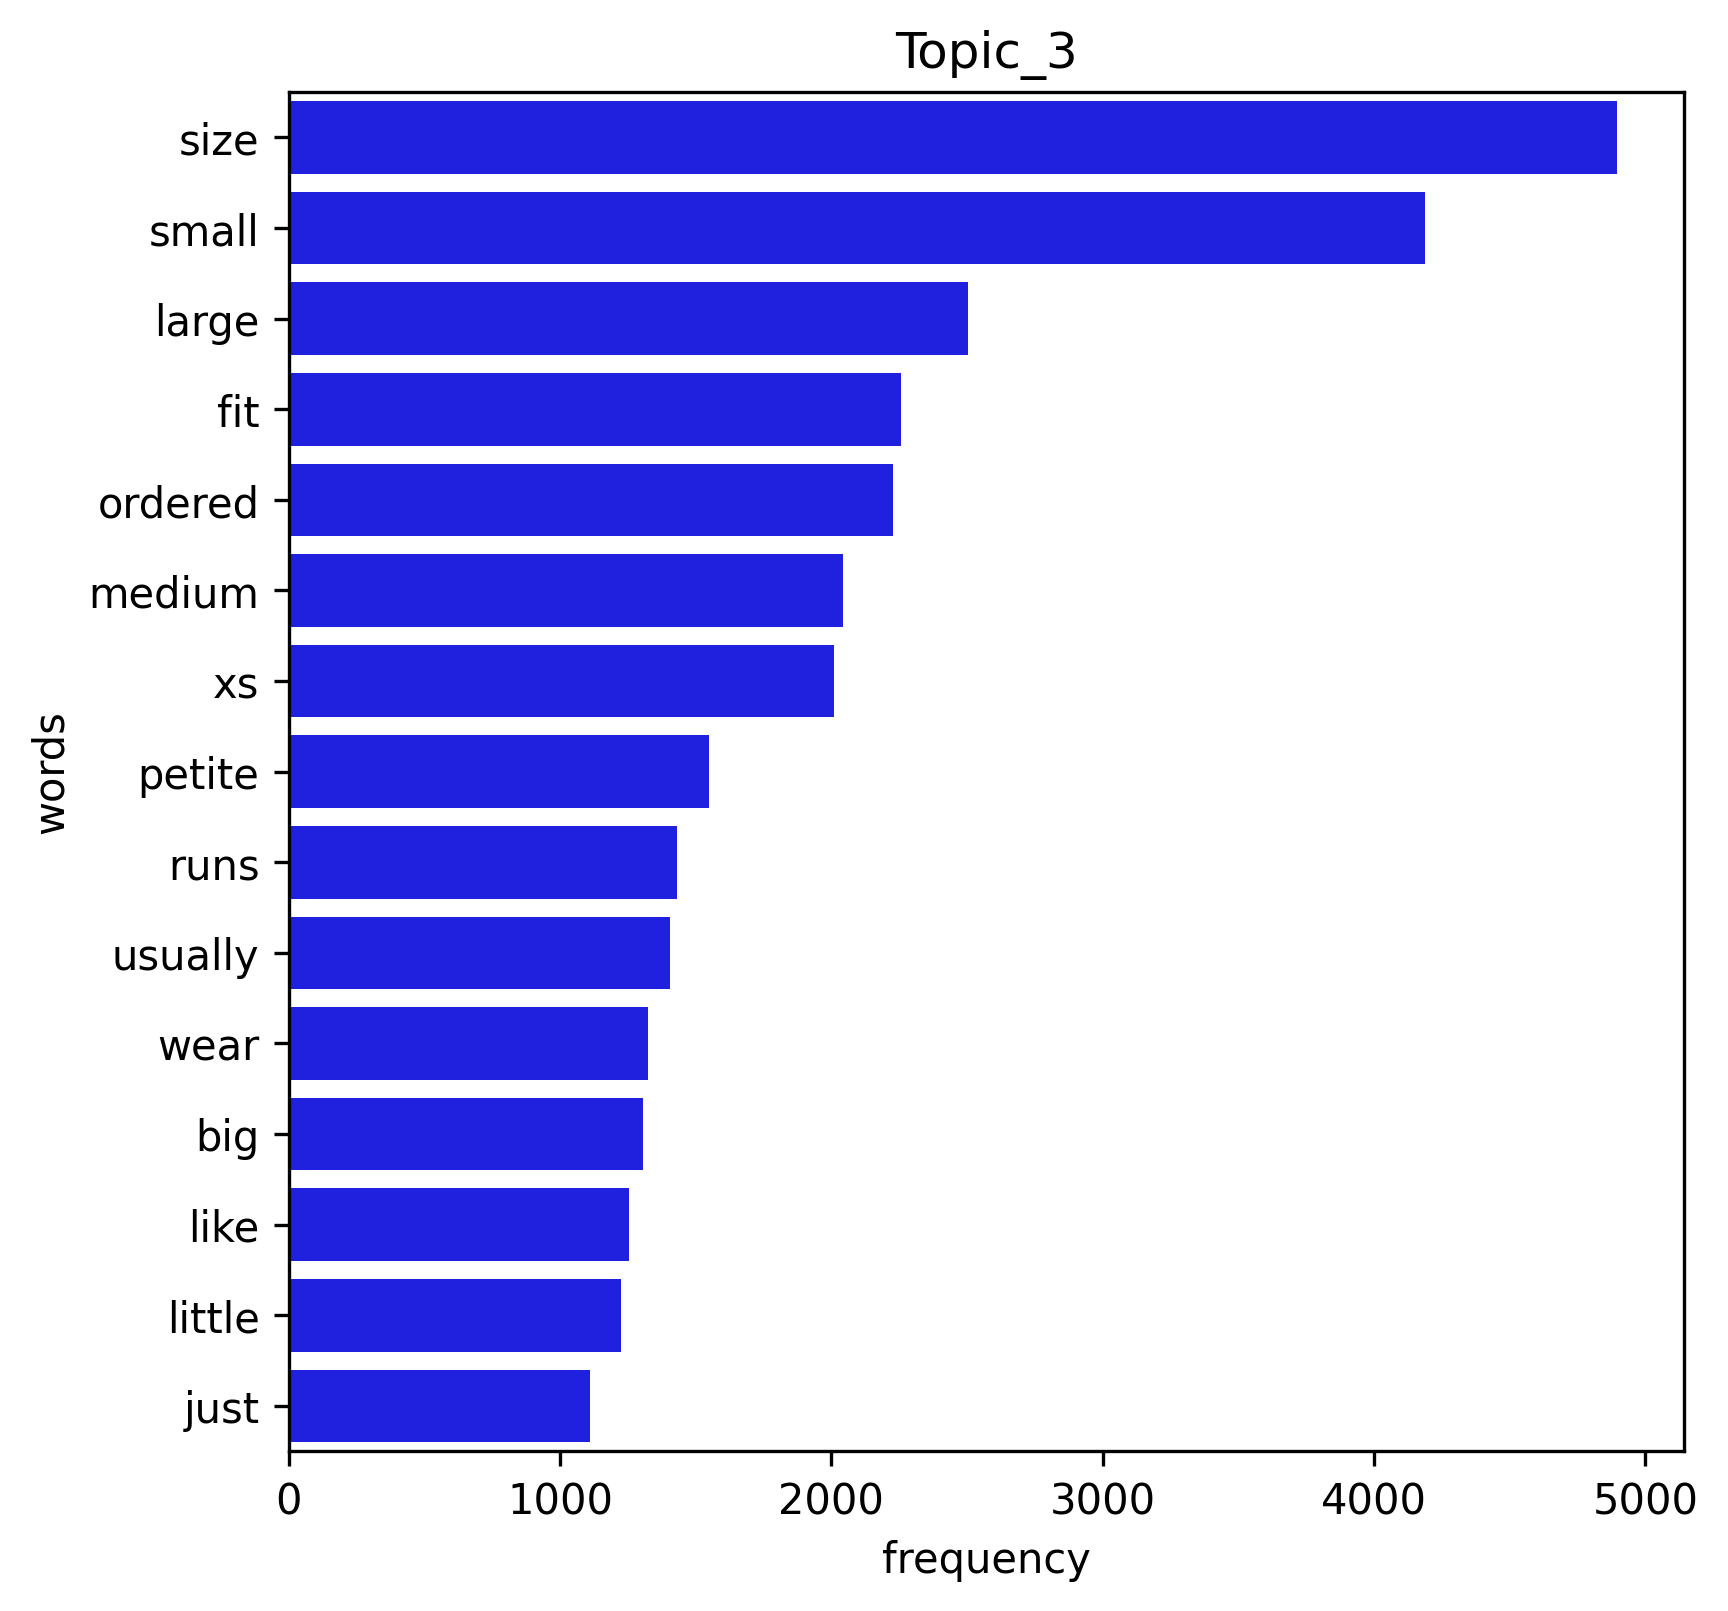 Topic_3
size
small
large
fit
ordered
medium
xs
petite
runs
usually
wear
big
like
little
just
words
0 1000 2000 3000 4000 5000
frequency